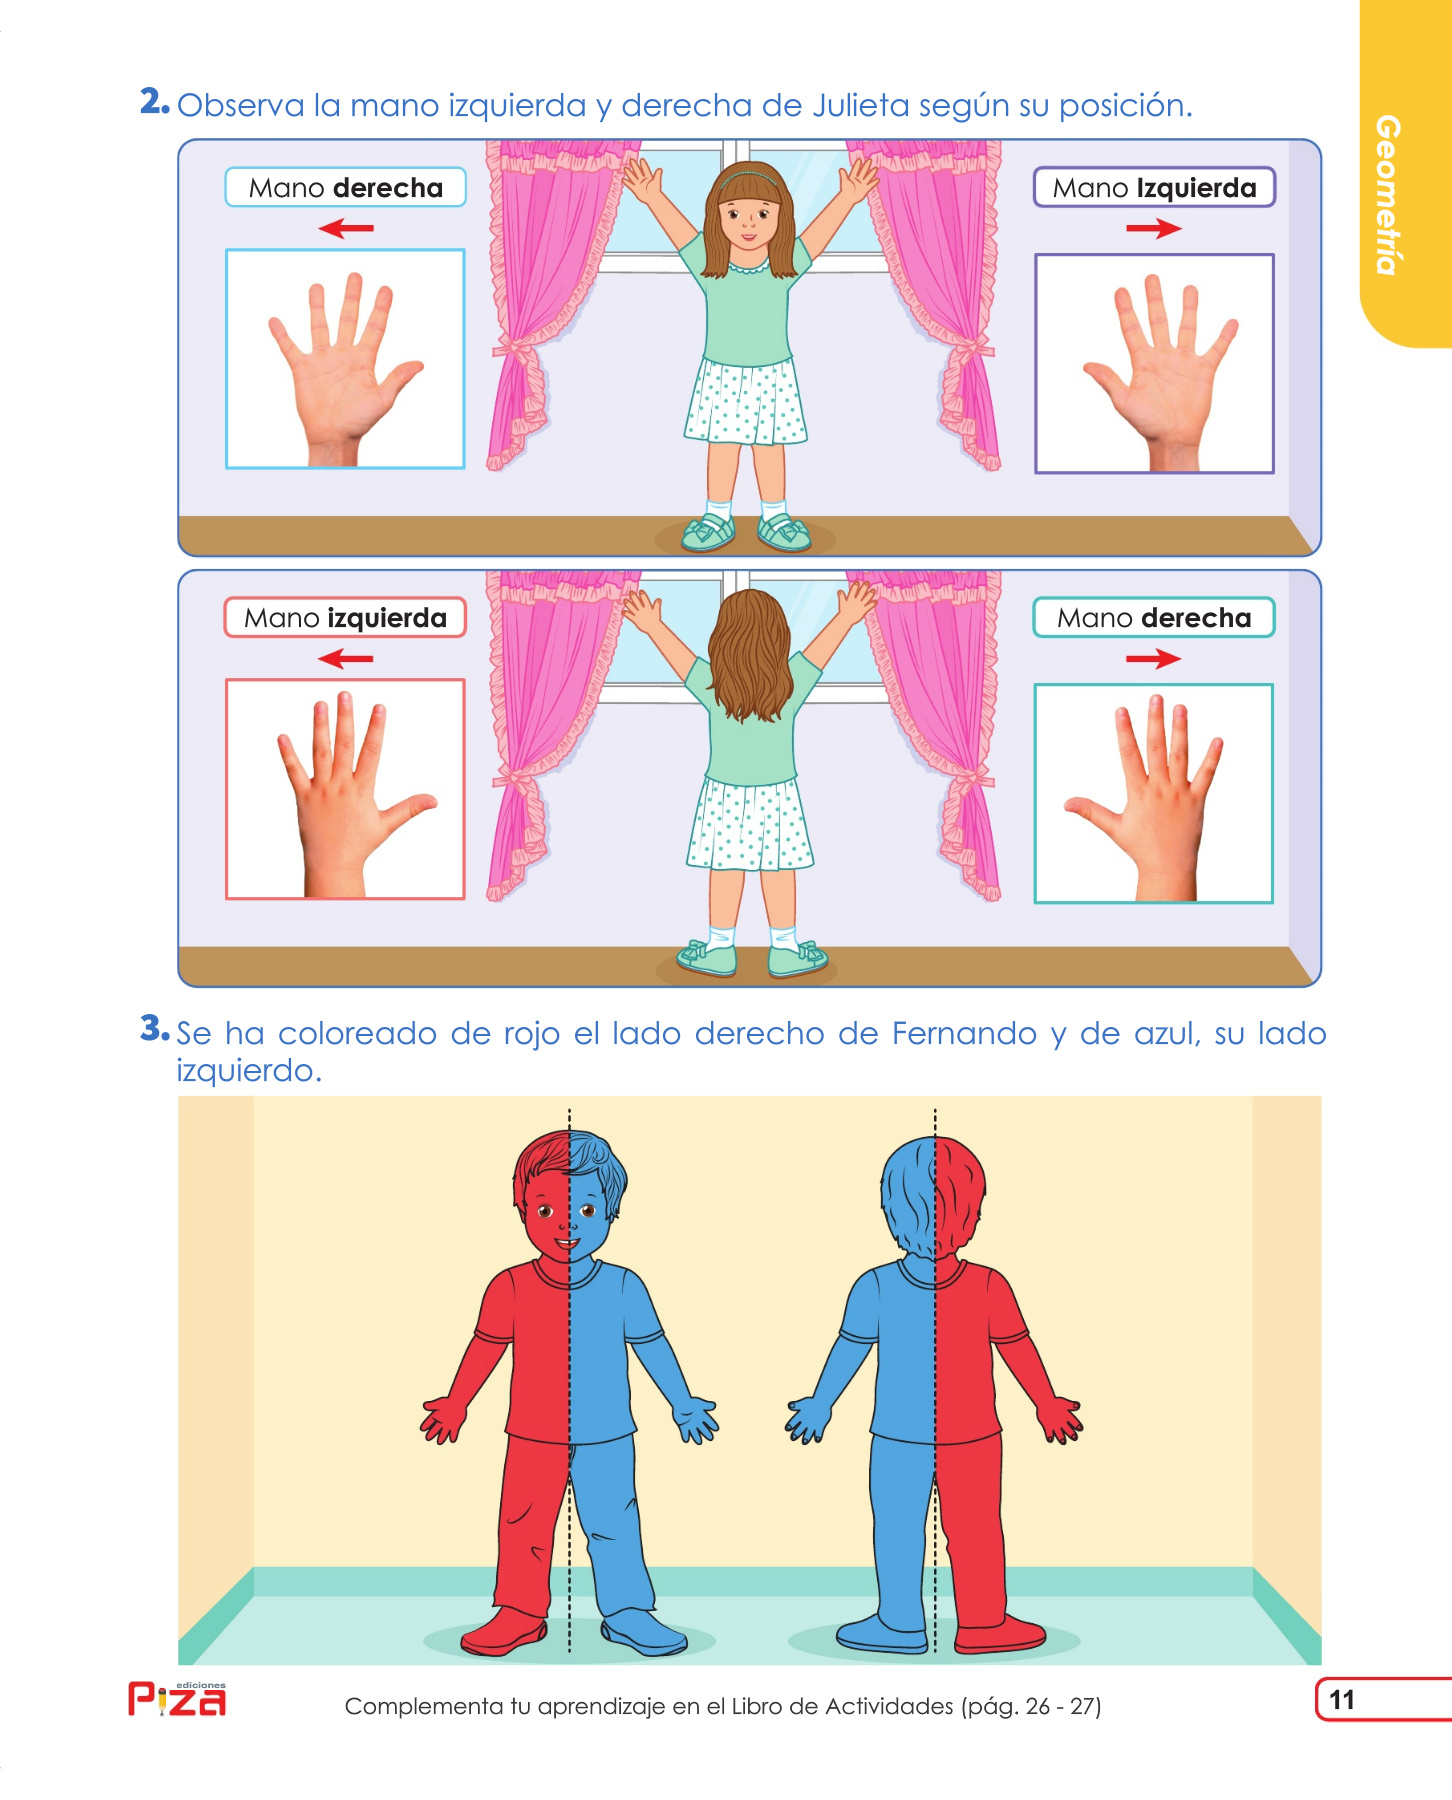 Geometría
2. Observa la mano izquierda y derecha de Julieta según su posición.
Mano derecha
Mano Izquierda
Mano izquierda
Mano derecha
3. Se ha coloreado de rojo el lado derecho de Fernando y de azul, su lado
izquierdo.
ediciones
Piza
Complementa tu aprendizaje en el Libro de Actividades (pág. 26 - 27)
11